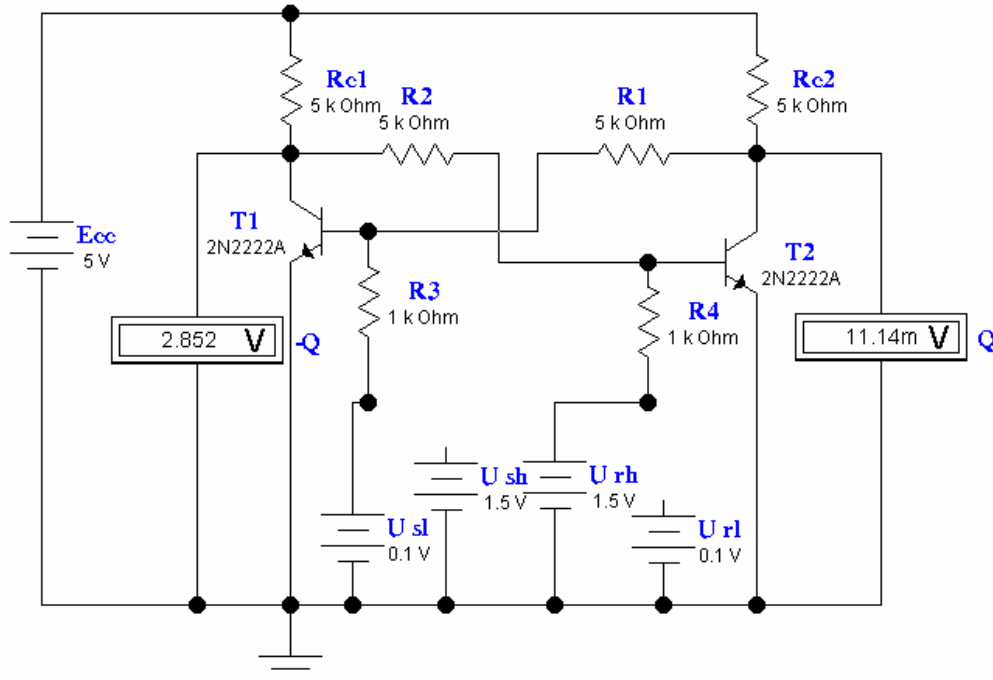 Rc1
5 k Ohm
R2
5 k Ohm
R1
5 k Ohm
Rc2
5 k Ohm
Ecc
5 V
T1
2N2222A
T2
2N2222A
R3
1 k Ohm
R4
1 k Ohm
2.852 V
-Q
11.14m V
Q
U sh
1.5 V
U rh
1.5 V
U sl
0.1 V
U rl
0.1 V